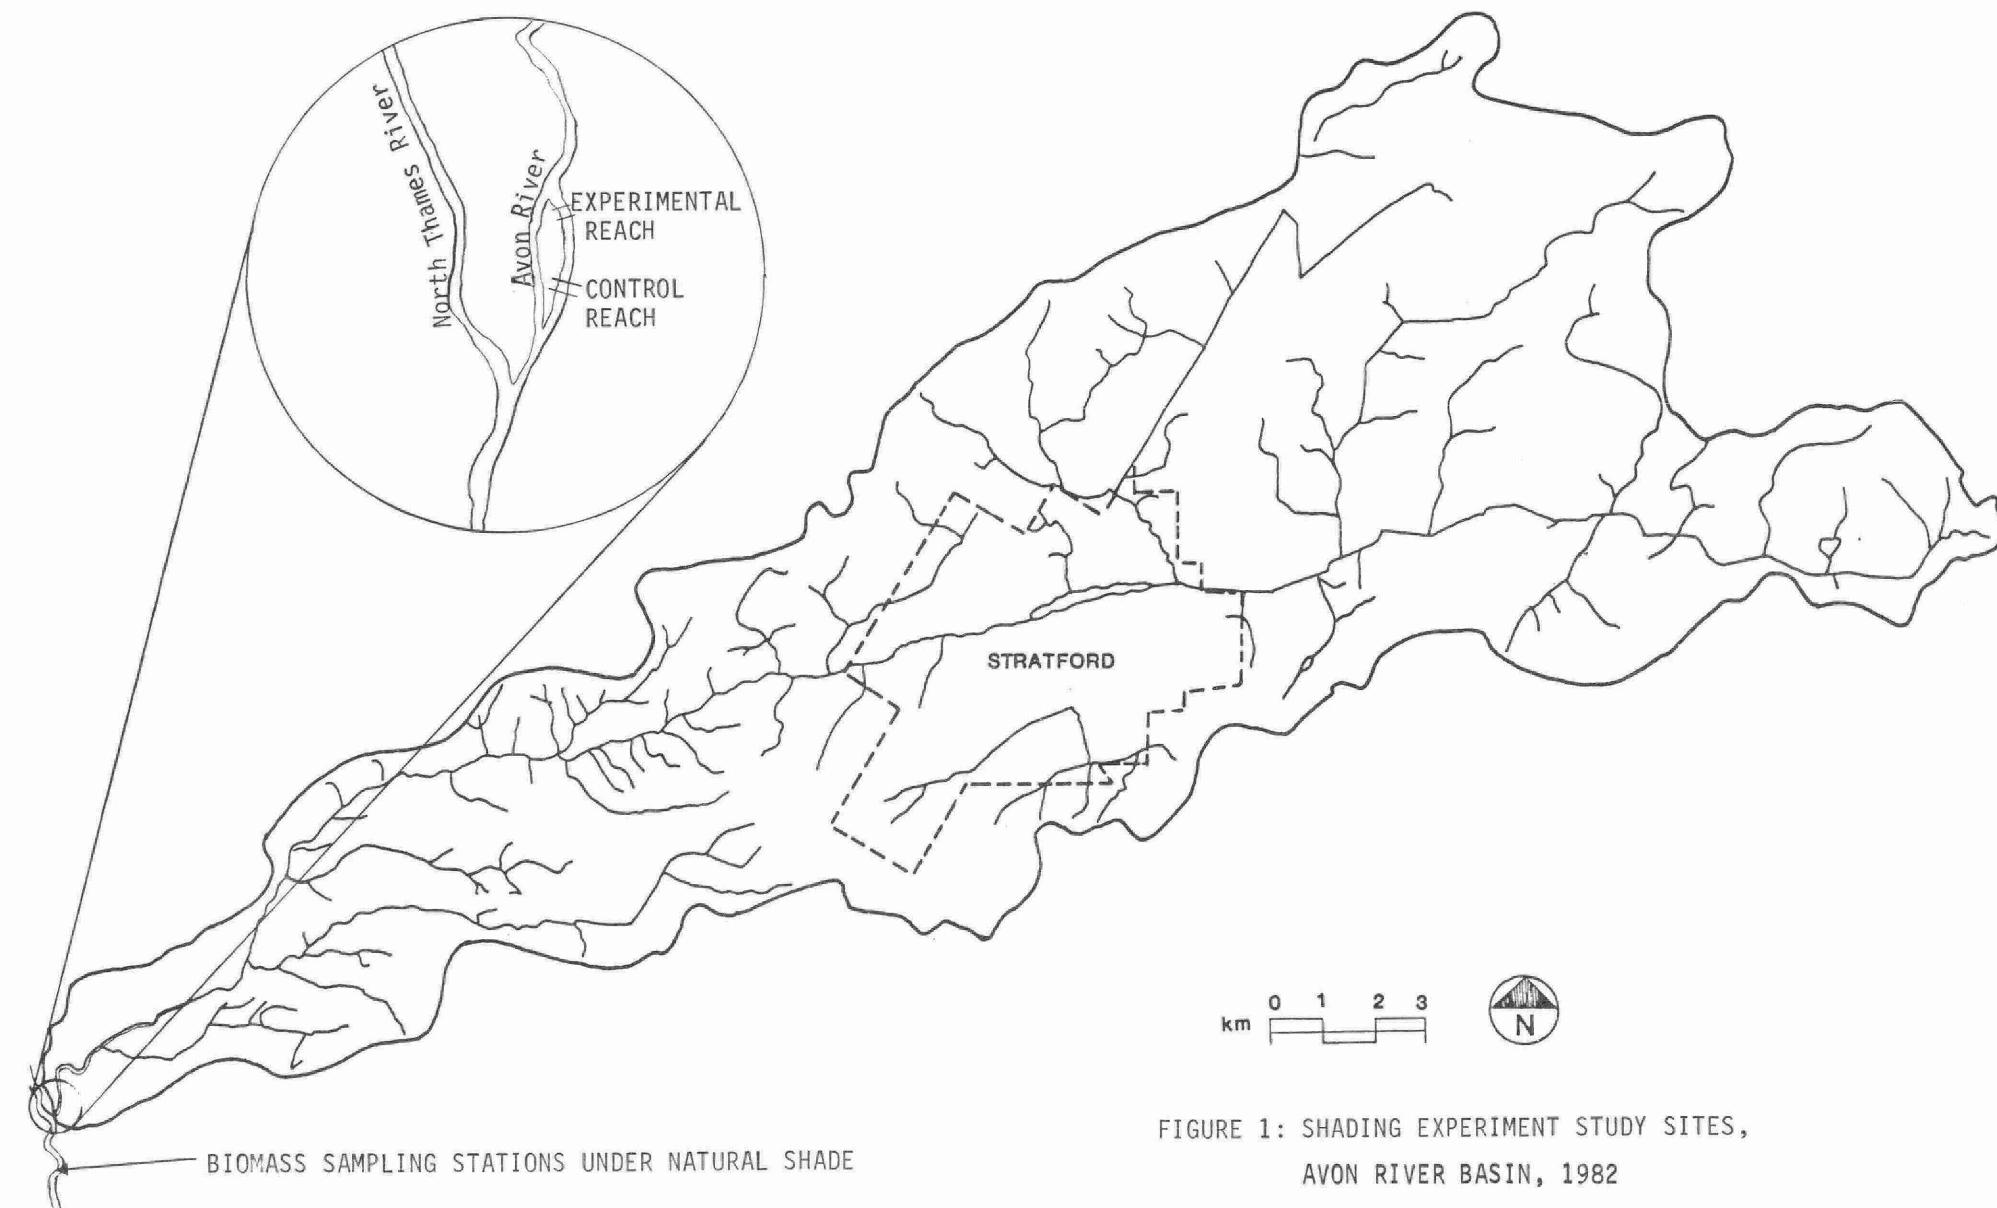 North Thames River
Avon River
EXPERIMENTAL
REACH
CONTROL
REACH
STRATFORD
0 1 2 3
km
N
BIOMASS SAMPLING STATIONS UNDER NATURAL SHADE
FIGURE 1: SHADING EXPERIMENT STUDY SITES,
AVON RIVER BASIN, 1982